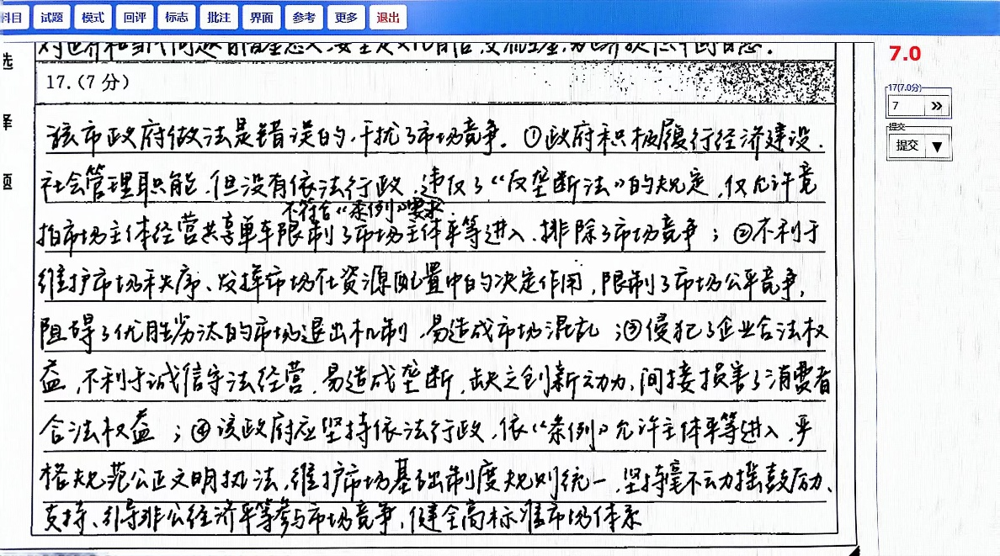 科目 试题 模式 回评 标志 批注 界面 参考 更多 退出
选
择
题
7.0
17(7.0分)
7 »
提交
提交 ▼
17.(7分)
该市政府做法是错误的,干扰了市场竞争。①政府积极履行经济建设、
社会管理职能,但没有依法行政,违反了“《反垄断法》”的规定,仅允许竞
不符合“《条例》”要求
拍市场主体经营共享单车限制了市场主体平等进入,排除了市场竞争;②不利于
维护市场秩序、发挥市场在资源配置中的决定作用,限制了市场公平竞争,
阻碍了优胜劣汰的市场退出机制,易造成市场混乱;③侵犯了企业合法权
益,不利于诚信守法经营,易造成垄断,缺乏创新动力,间接损害了消费者
合法权益;④该政府应坚持依法行政,依《条例》允许主体平等进入,严
格规范公正文明执法,维护市场基础制度规则统一,坚持毫不动摇鼓励、
支持、引导非公经济平等参与市场竞争,健全高标准市场体系